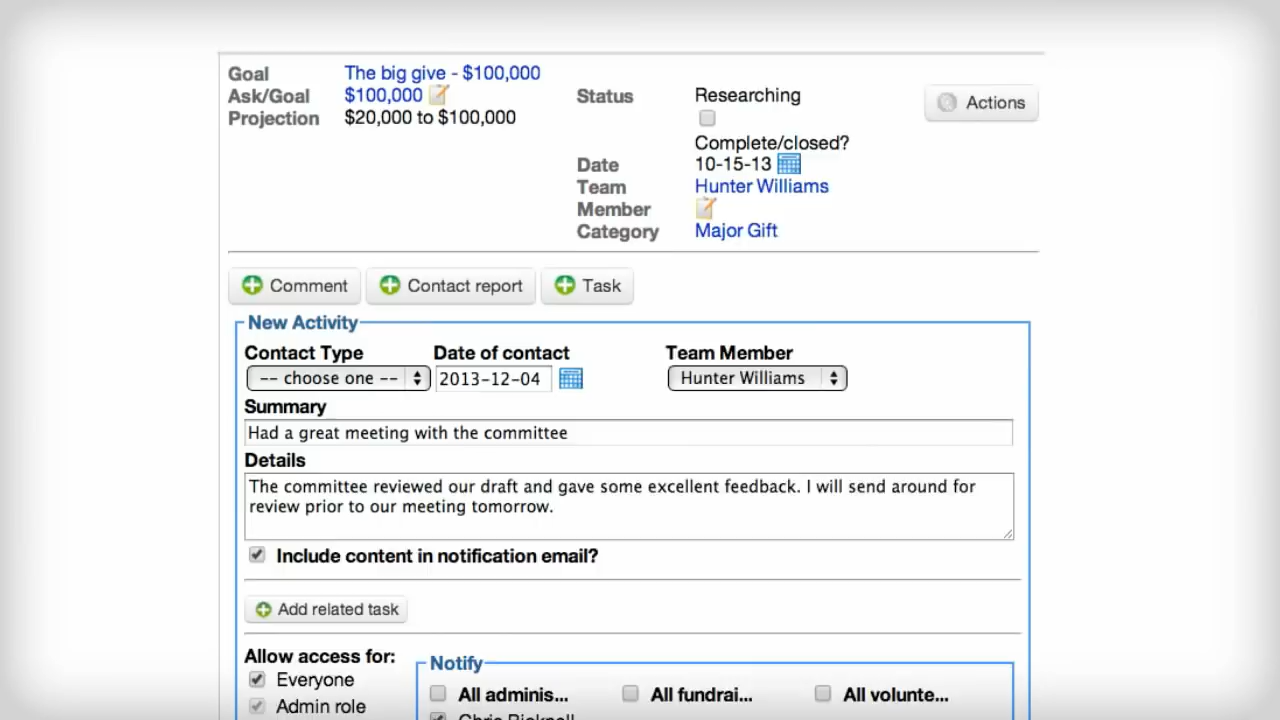 Goal The big give - $100,000
Ask/Goal $100,000
Projection $20,000 to $100,000
Status Researching
Complete/closed?
Date 10-15-13
Team Member Hunter Williams
Category Major Gift
Actions
Comment Contact report Task
New Activity
Contact Type Date of contact Team Member
-- choose one -- 2013-12-04 Hunter Williams
Summary
Had a great meeting with the committee
Details
The committee reviewed our draft and gave some excellent feedback. I will send around for
review prior to our meeting tomorrow.
Include content in notification email?
Add related task
Allow access for: Notify
Everyone
All adminis... All fundrai... All volunte...
Admin role